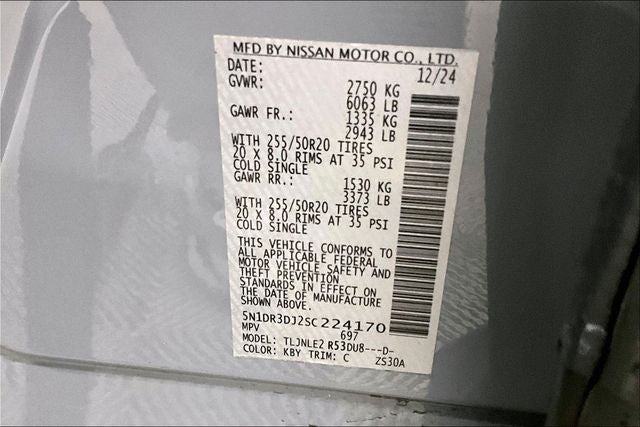 MFD BY NISSAN MOTOR CO., LTD.
DATE: 12/24
GVWR: 2750 KG
6063 LB
GAWR FR.: 1335 KG
2943 LB
WITH 255/50R20 TIRES
20 X 8.0 RIMS AT 35 PSI
COLD SINGLE
GAWR RR.: 1530 KG
3373 LB
WITH 255/50R20 TIRES
20 X 8.0 RIMS AT 35 PSI
COLD SINGLE
THIS VEHICLE CONFORMS TO
ALL APPLICABLE FEDERAL
MOTOR VEHICLE SAFETY AND
THEFT PREVENTION
STANDARDS IN EFFECT ON
THE DATE OF MANUFACTURE
SHOWN ABOVE.
5N1DR3DJ2SC224170
MPV 697
MODEL: TLJNLE2 R53DU8---D-
COLOR: KBY TRIM: C ZS30A